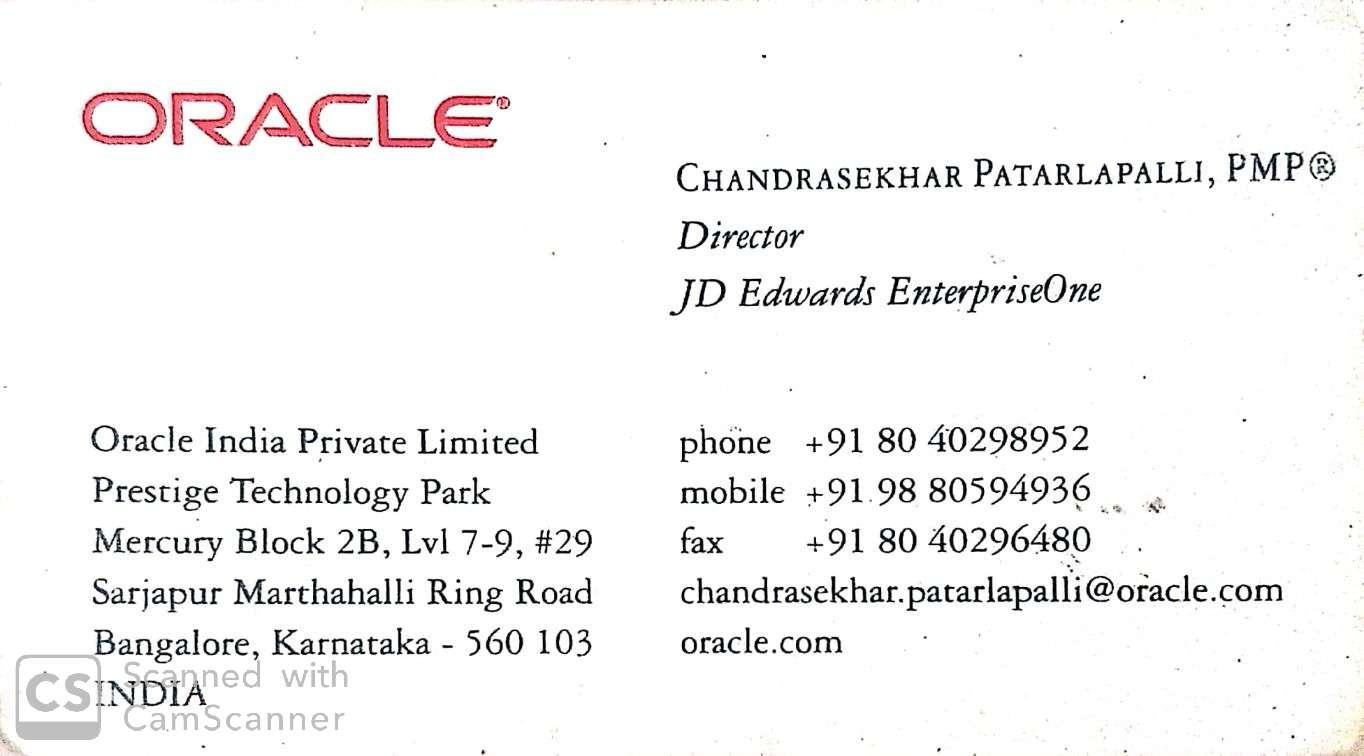 ORACLE®
CHANDRASEKHAR PATARLAPALLI, PMP®
Director
JD Edwards EnterpriseOne
Oracle India Private Limited
Prestige Technology Park
Mercury Block 2B, Lvl 7-9, #29
Sarjapur Marthahalli Ring Road
Bangalore, Karnataka - 560 103
INDIA
phone +91 80 40298952
mobile +91 98 80594936
fax +91 80 40296480
chandrasekhar.patarlapalli@oracle.com
oracle.com
CS
Scanned with
CamScanner